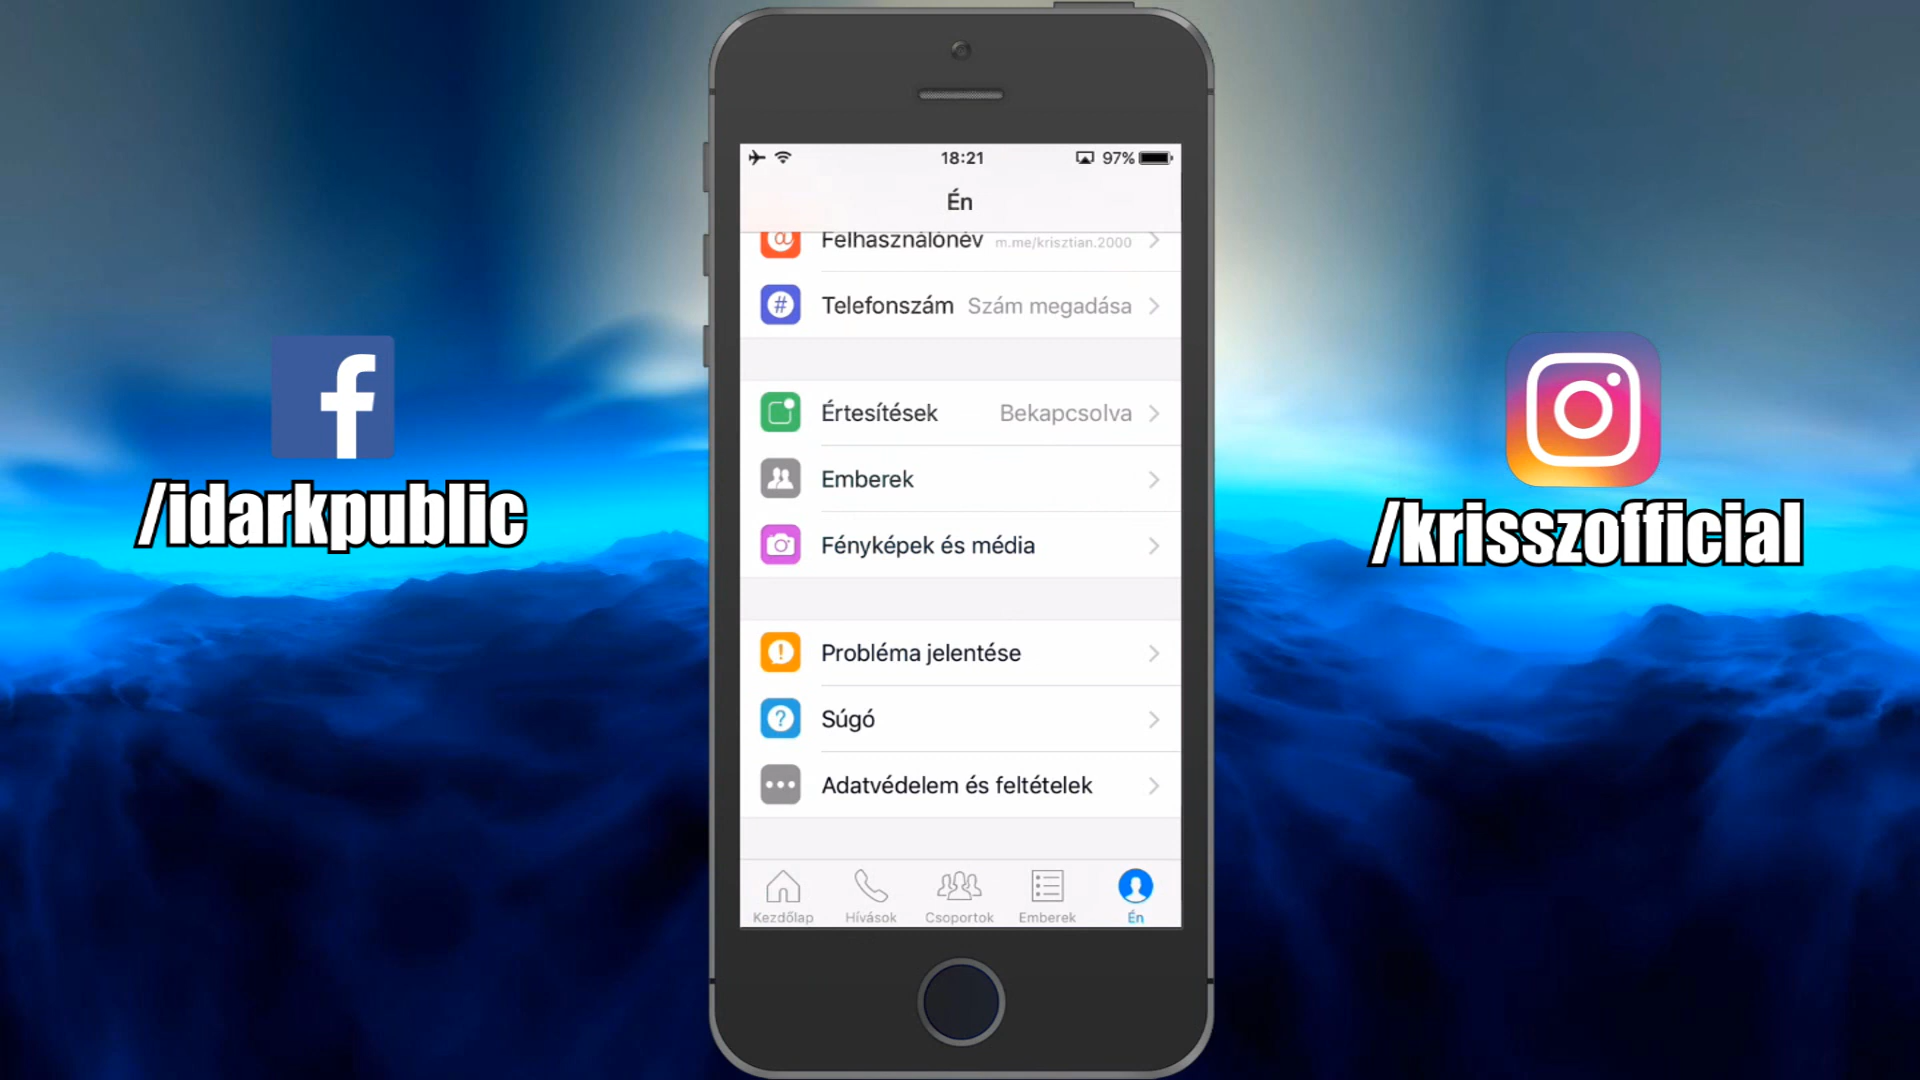 18:21
97%
Én
Felhasználónév m.me/krisztian.2000
Telefonszám Szám megadása
Értesítések Bekapcsolva
Emberek
Fényképek és média
Probléma jelentése
Súgó
Adatvédelem és feltételek
Kezdőlap Hívások Csoportok Emberek Én
/idarkpublic
/krisszofficial